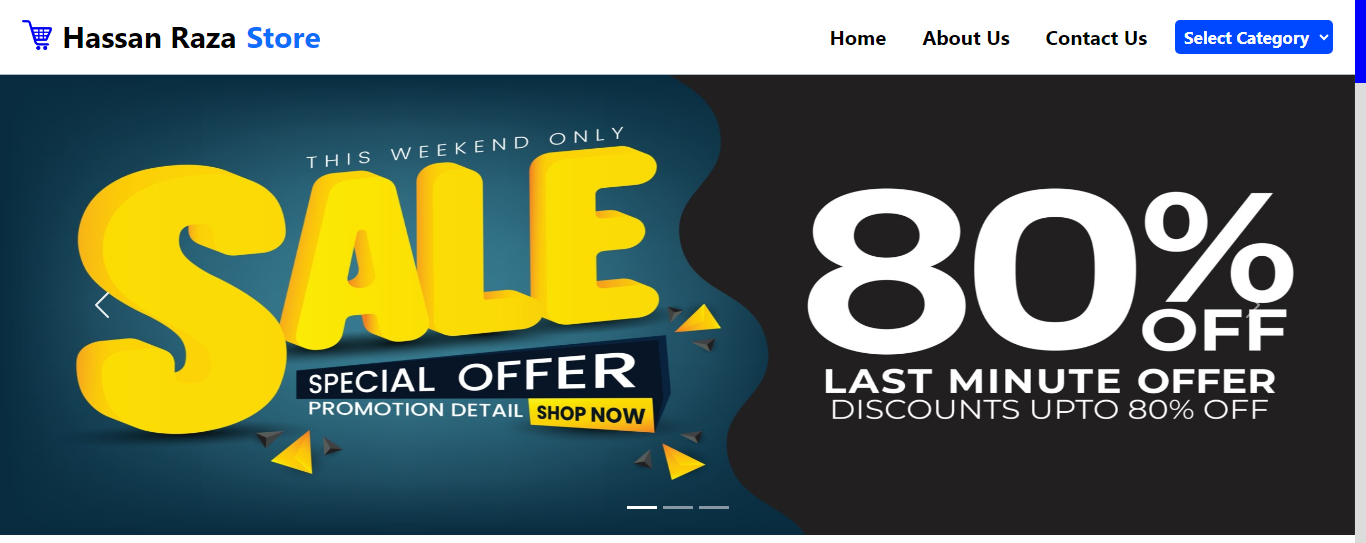 Hassan Raza Store
Home About Us Contact Us Select Category
THIS WEEKEND ONLY
SALE
SPECIAL OFFER
PROMOTION DETAIL SHOP NOW
80%
OFF
LAST MINUTE OFFER
DISCOUNTS UPTO 80% OFF